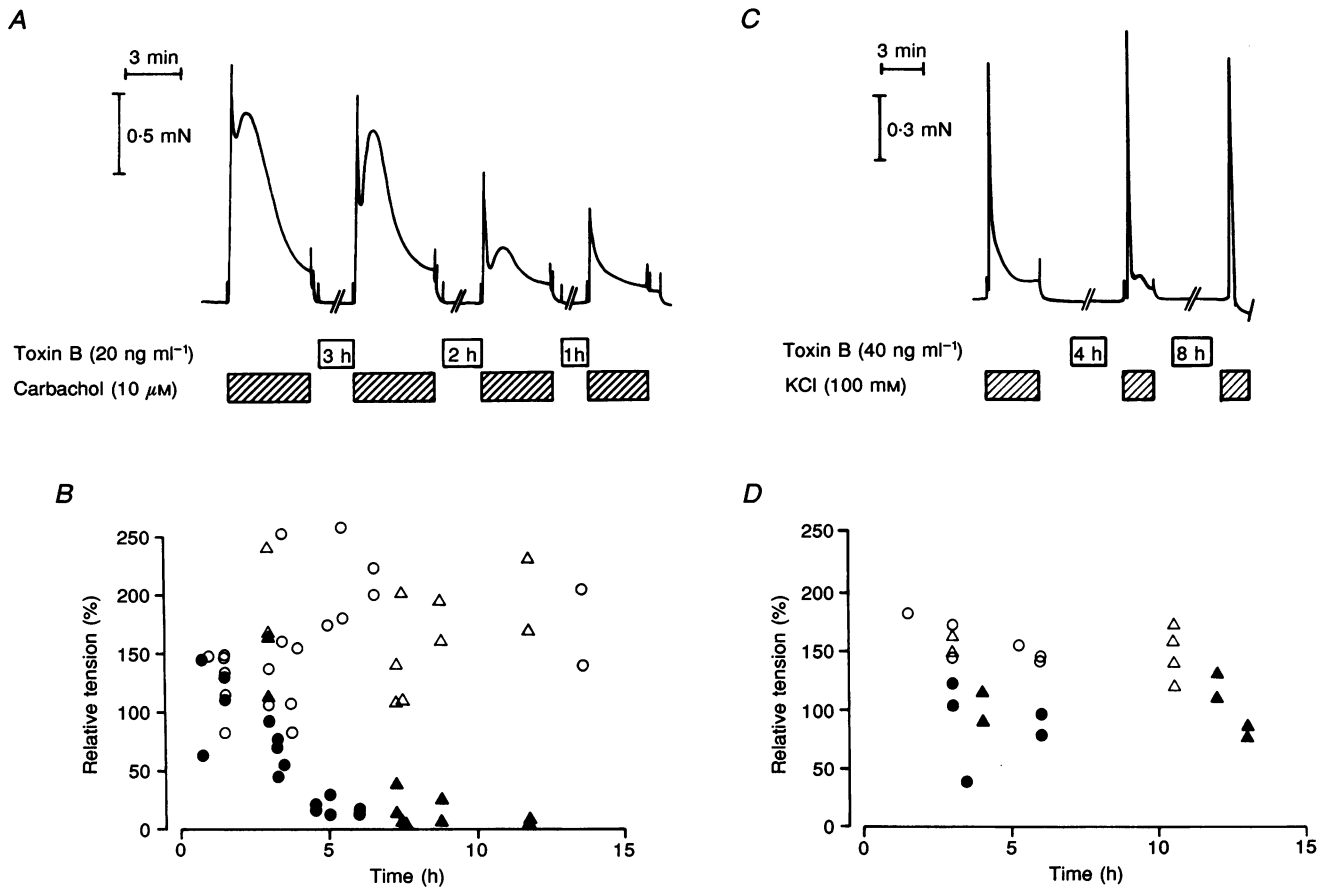 A
3 min
0·5 mN
Toxin B (20 ng ml⁻¹)
3 h
2 h
1h
Carbachol (10 μM)
C
3 min
0·3 mN
Toxin B (40 ng ml⁻¹)
4 h
8 h
KCl (100 mM)
B
Relative tension (%)
250
200
150
100
50
0
0
5
10
15
Time (h)
D
Relative tension (%)
250
200
150
100
50
0
0
5
10
15
Time (h)